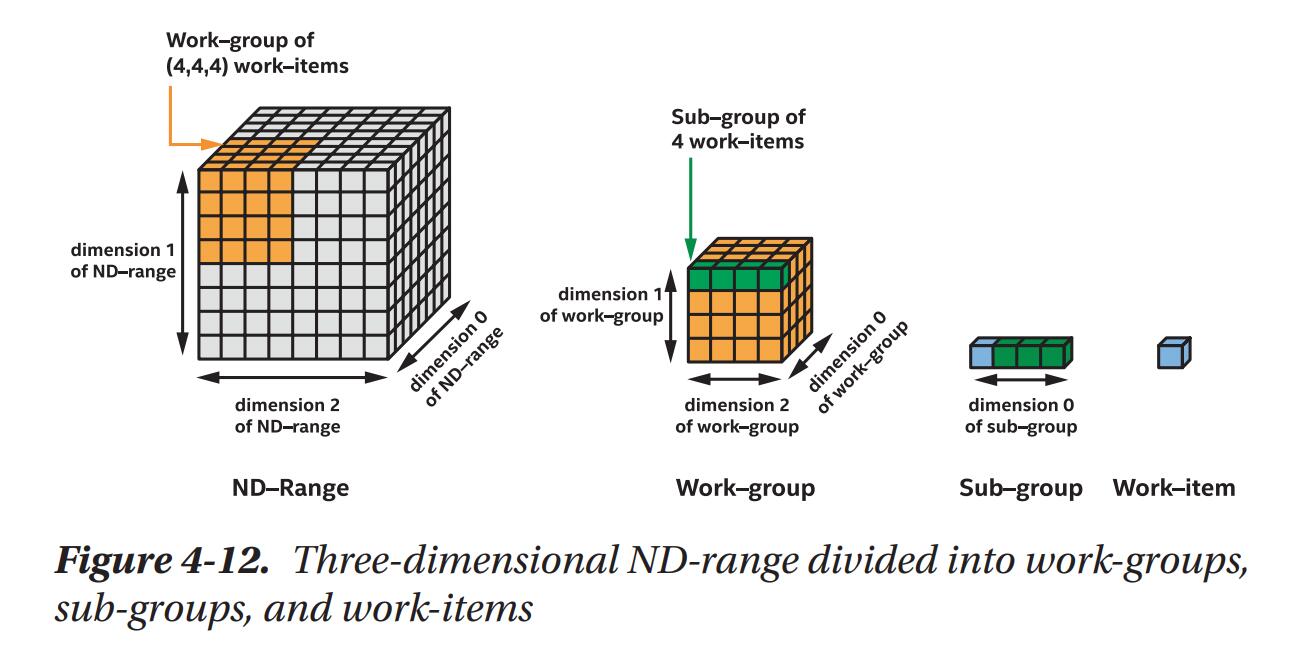 Work–group of
(4,4,4) work–items
dimension 1
of ND–range
dimension 0
of ND–range
dimension 2
of ND–range
ND–Range
Sub–group of
4 work–items
dimension 1
of work–group
dimension 0
of work–group
dimension 2
of work–group
Work–group
dimension 0
of sub–group
Sub–group
Work–item
Figure 4-12. Three-dimensional ND-range divided into work-groups,
sub-groups, and work-items